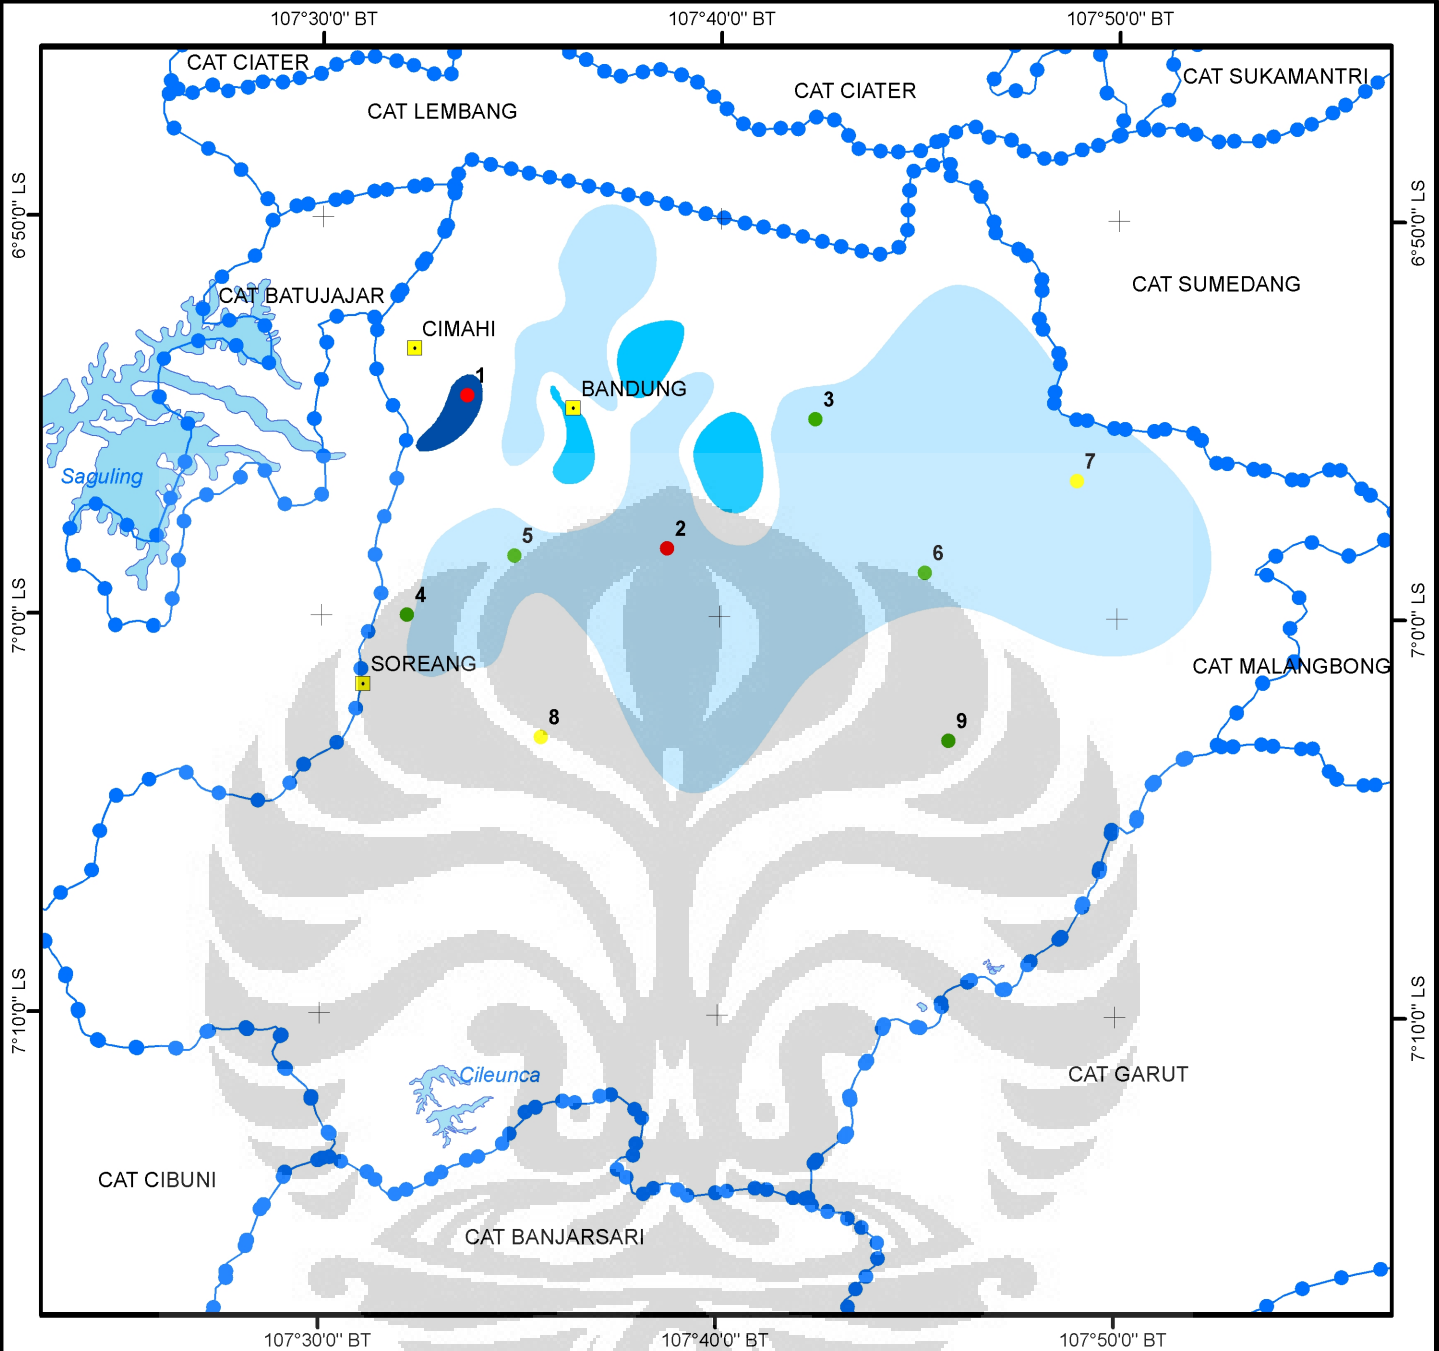 107°30'0" BT
107°40'0" BT
107°50'0" BT
CAT CIATER
CAT LEMBANG
CAT CIATER
CAT SUKAMANTRI
6°50'0" LS
6°50'0" LS
CAT SUMEDANG
CAT BATUJAJAR
CIMAHI
1
BANDUNG
3
7
Saguling
2
5
6
4
7°0'0" LS
7°0'0" LS
SOREANG
CAT MALANGBONG
8
9
7°10'0" LS
7°10'0" LS
Cileunca
CAT GARUT
CAT CIBUNI
CAT BANJARSARI
107°30'0" BT
107°40'0" BT
107°50'0" BT